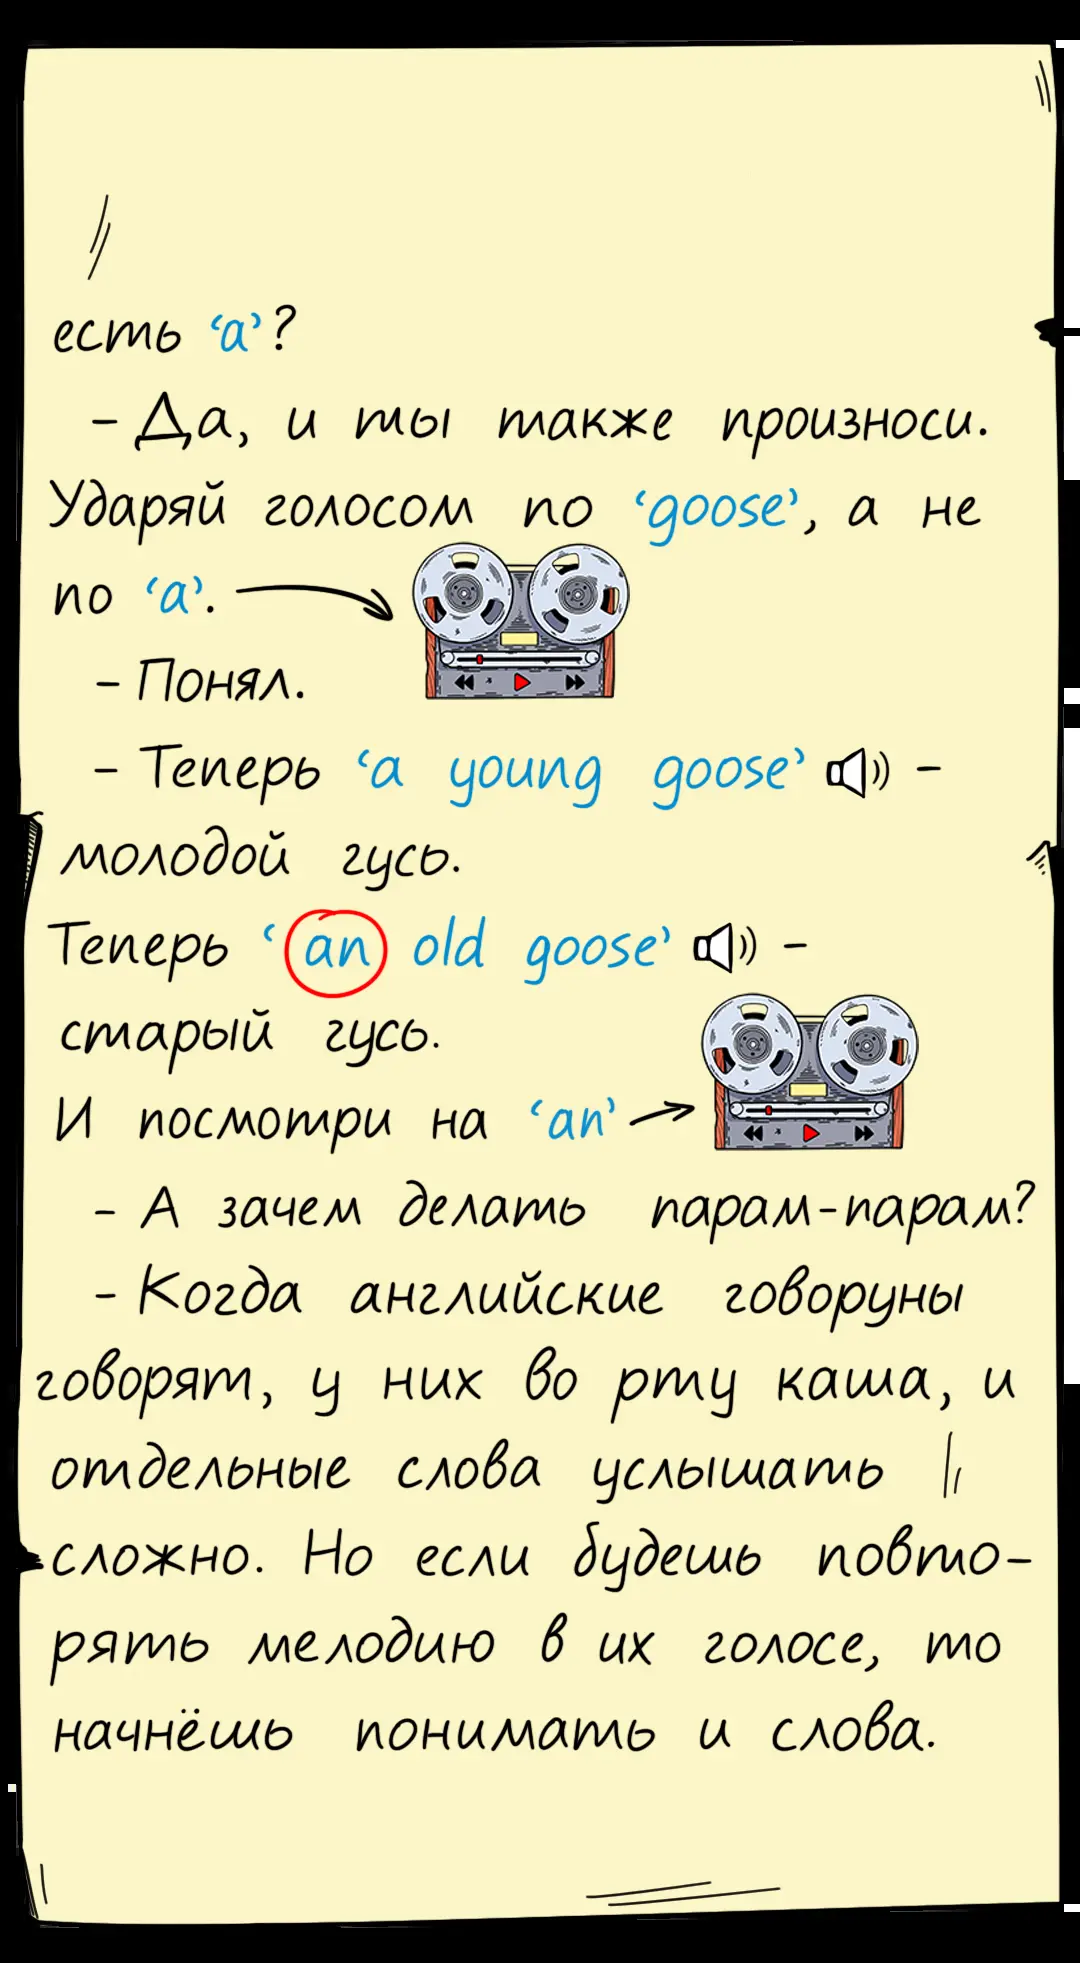 есть ‘a’?
– Да, и ты также произноси.
Ударяй голосом по ‘goose’, а не
по ‘a’.
– Понял.
– Теперь ‘a young goose’ –
молодой гусь.
Теперь ‘an old goose’ –
старый гусь.
И посмотри на ‘an’
– А зачем делать парам-парам?
– Когда английские говоруны
говорят, у них во рту каша, и
отдельные слова услышать
сложно. Но если будешь повто-
рять мелодию в их голосе, то
начнёшь понимать и слова.